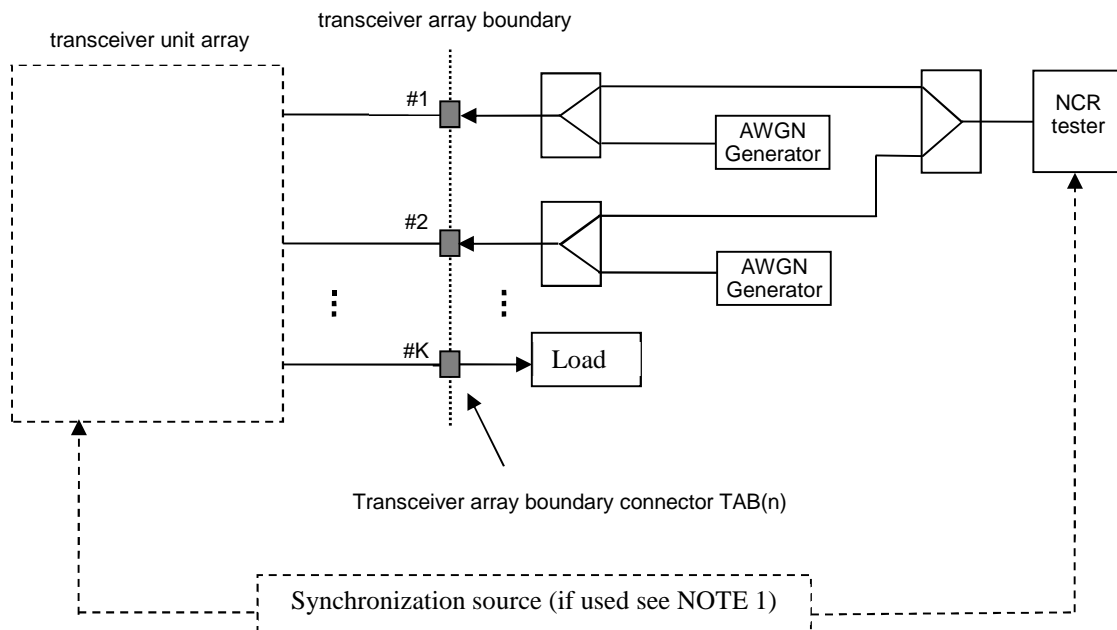 transceiver array boundary
transceiver unit array
#1
NCR
tester
AWGN
Generator
#2
AWGN
Generator
#K
Load
Transceiver array boundary connector TAB(n)
Synchronization source (if used see NOTE 1)